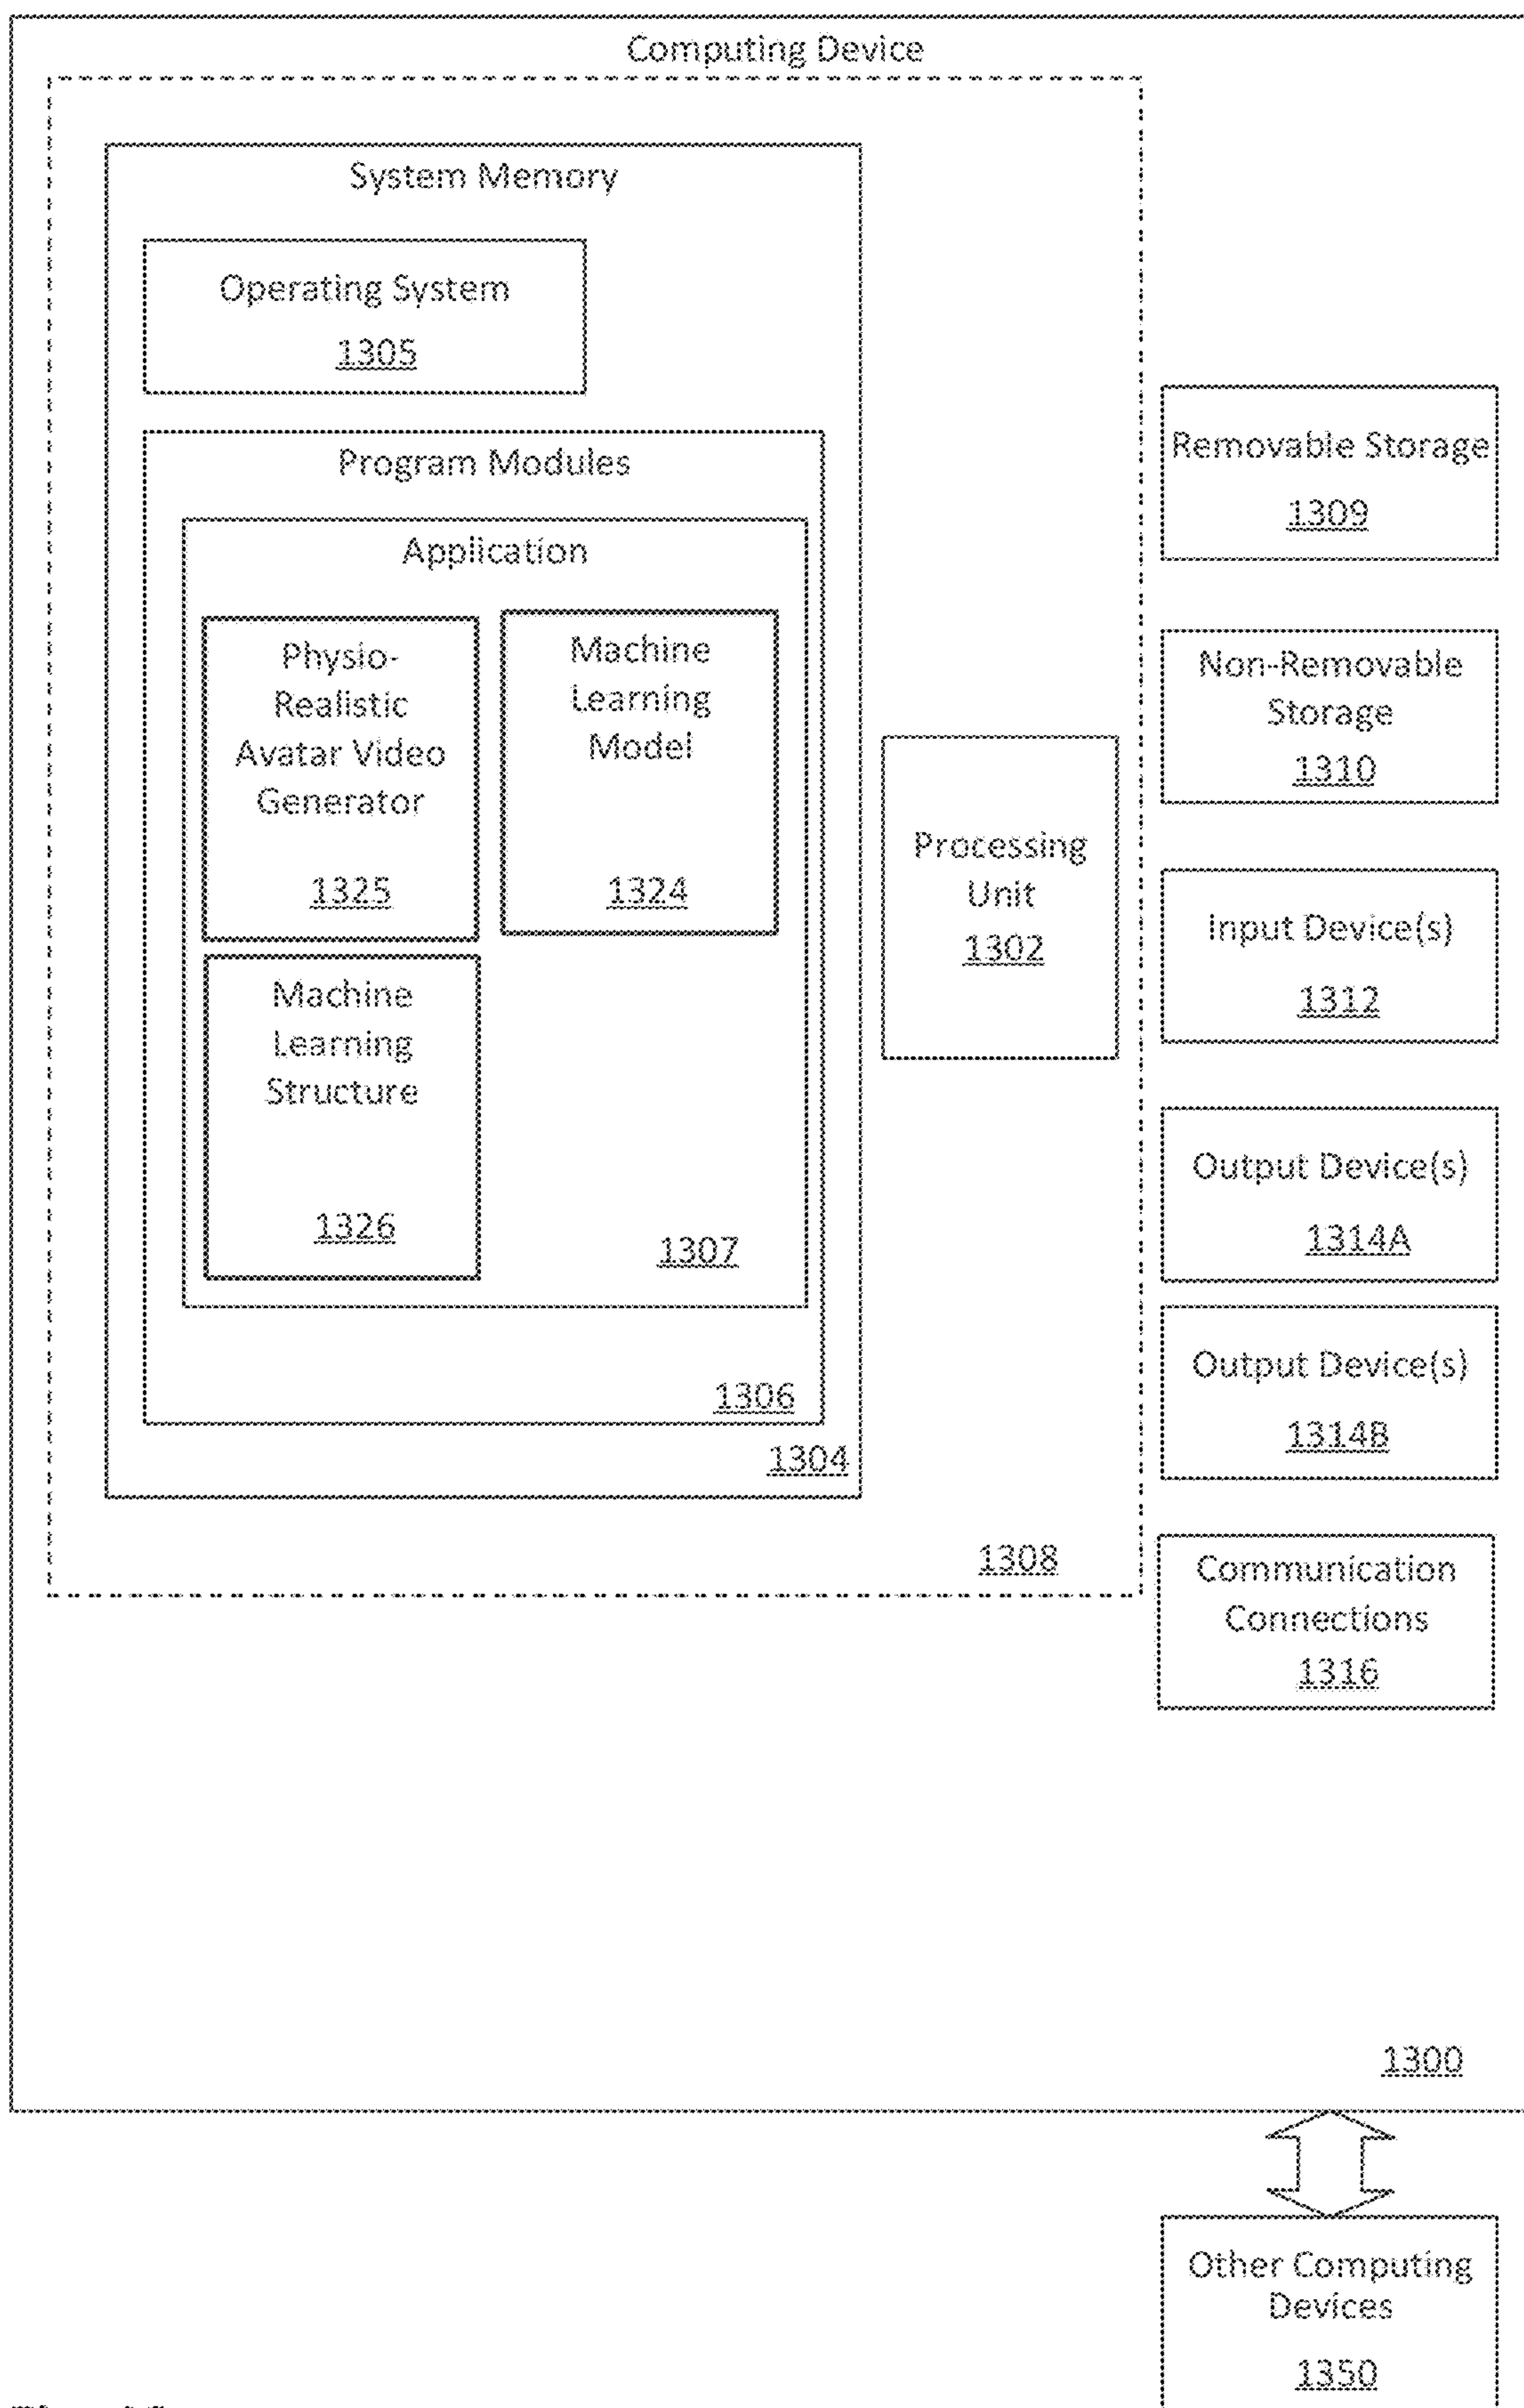 Computing Device
System Memory
Operating System
1305
Program Modules
Application
Physio-
Realistic
Avatar Video
Generator
1325
Machine
Learning
Model
1324
Machine
Learning
Structure
1326
1307
1306
1304
Processing
Unit
1302
1308
Removable Storage
1309
Non-Removable
Storage
1310
Input Device(s)
1312
Output Device(s)
1314A
Output Device(s)
1314B
Communication
Connections
1316
1300
Other Computing
Devices
1350